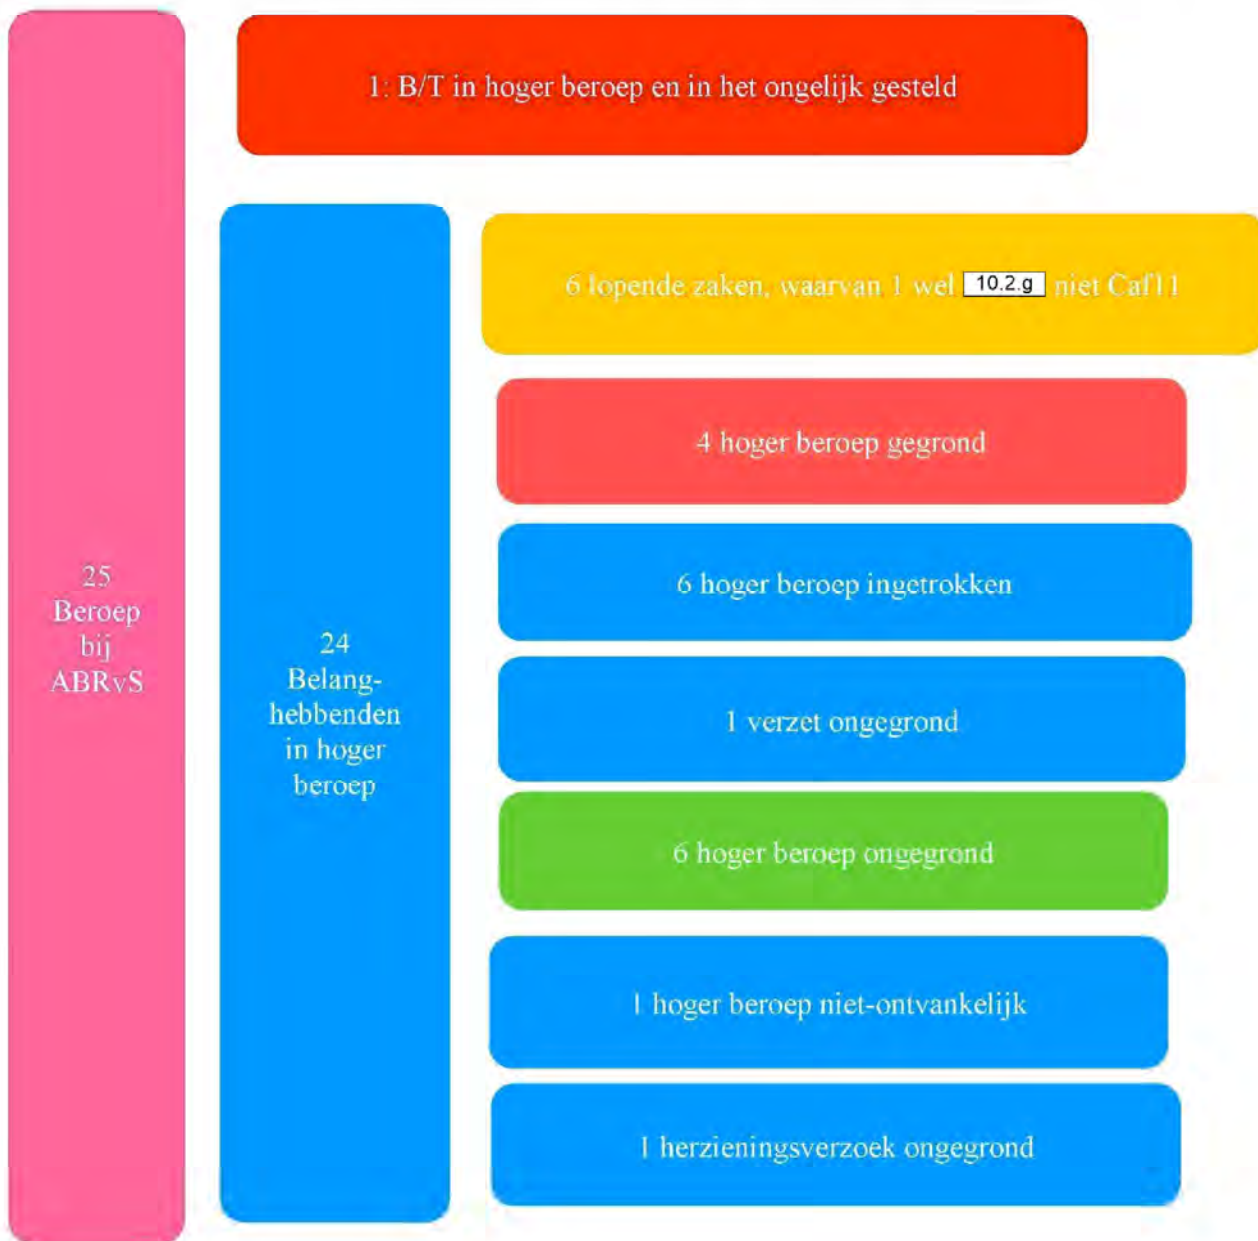 1: B/T in hoger beroep en in het ongelijk gesteld
25
Beroep
bij
ABRvS
24
Belang-
hebbenden
in hoger
beroep
6 lopende zaken, waarvan 1 wel 10.2.g niet Caf11
4 hoger beroep gegrond
6 hoger beroep ingetrokken
1 verzet ongegrond
6 hoger beroep ongegrond
1 hoger beroep niet-ontvankelijk
1 herzieningsverzoek ongegrond